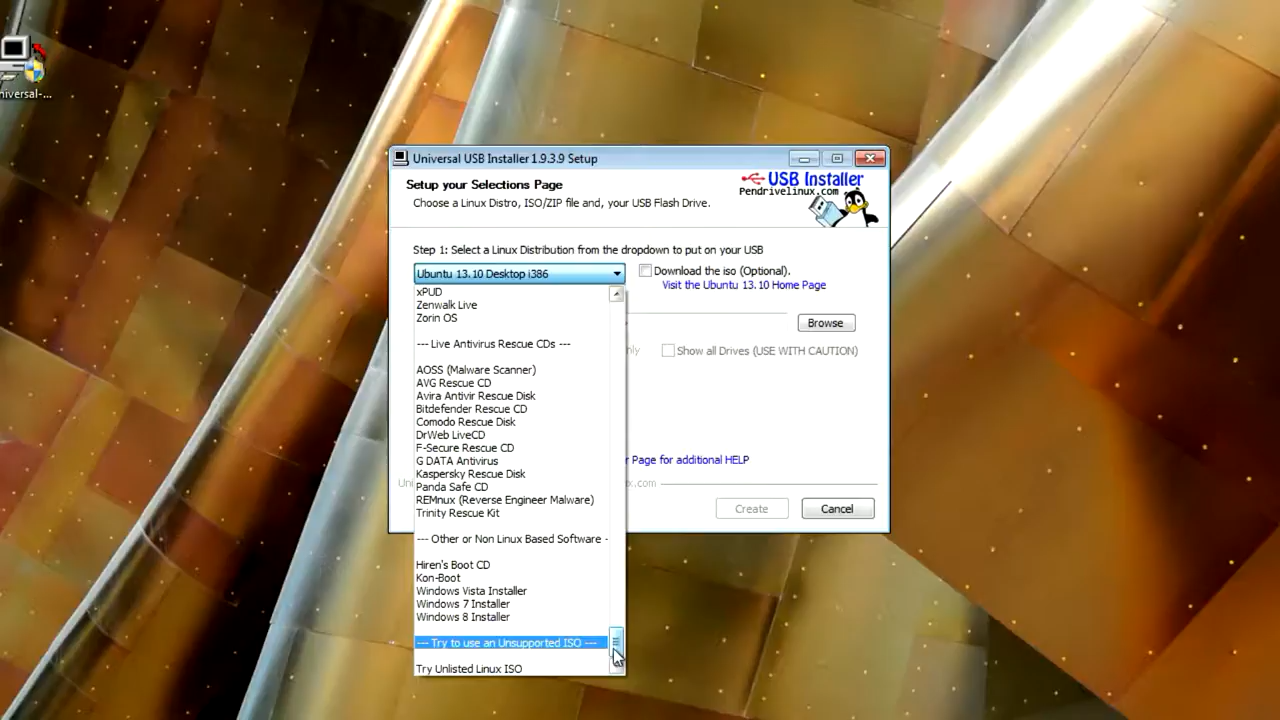 niversal-...
Universal USB Installer 1.9.3.9 Setup
Setup your Selections Page
Choose a Linux Distro, ISO/ZIP file and, your USB Flash Drive.
USB Installer
Pendrivelinux.com
Step 1: Select a Linux Distribution from the dropdown to put on your USB
Ubuntu 13.10 Desktop i386
Download the iso (Optional).
Visit the Ubuntu 13.10 Home Page
xPUD
Zenwalk Live
Zorin OS
Browse
--- Live Antivirus Rescue CDs ---
nly
Show all Drives (USE WITH CAUTION)
AOSS (Malware Scanner)
AVG Rescue CD
Avira Antivir Rescue Disk
Bitdefender Rescue CD
Comodo Rescue Disk
DrWeb LiveCD
F-Secure Rescue CD
G DATA Antivirus
r Page for additional HELP
Kaspersky Rescue Disk
Panda Safe CD
Uni
x.com
REMnux (Reverse Engineer Malware)
Trinity Rescue Kit
Create
Cancel
--- Other or Non Linux Based Software -
Hiren's Boot CD
Kon-Boot
Windows Vista Installer
Windows 7 Installer
Windows 8 Installer
--- Try to use an Unsupported ISO ---
Try Unlisted Linux ISO